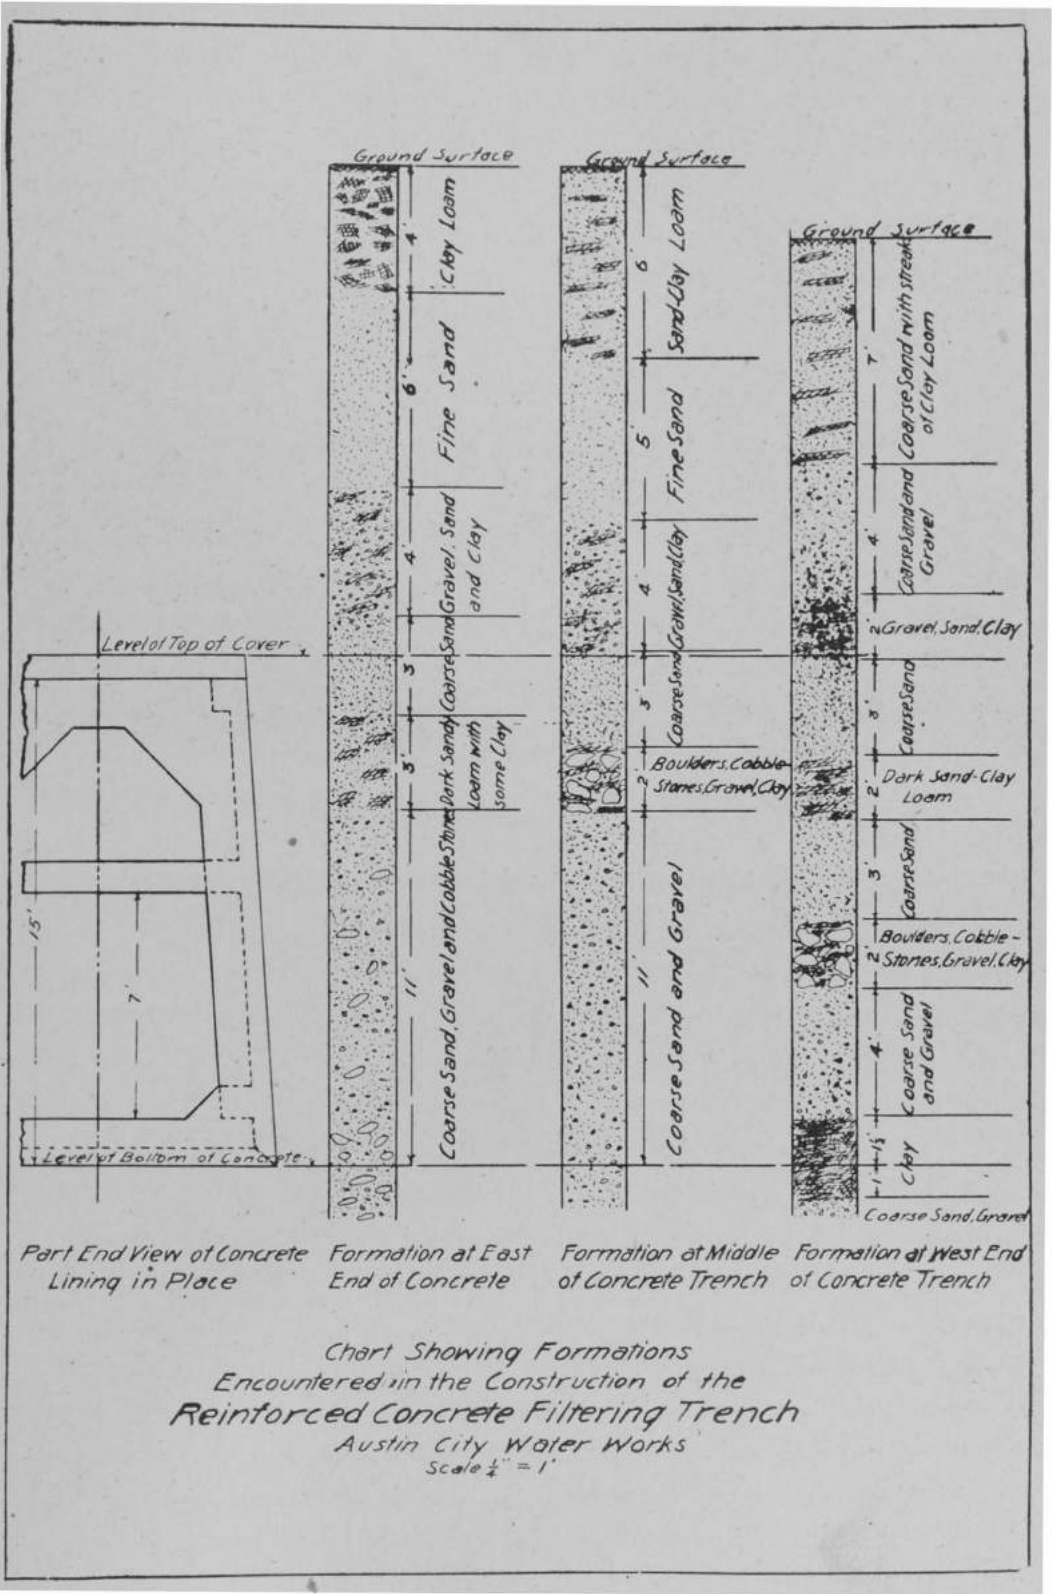 Ground Surface
4'
Clay Loam
6'
Fine Sand
4
Gravel, Sand
and Clay
3'
Coarse Sand
3'
Dark Sandy
Loam with
some Clay
11'
Coarse Sand, Gravel and Cobble Stones
Ground Surface
6'
Sand-Clay Loam
5'
Fine Sand
4
Gravel, Sand, Clay
3'
Coarse Sand
2'
Boulders, Cobble-
Stones, Gravel, Clay
11'
Coarse Sand and Gravel
Ground Surface
7'
Coarse Sand with streak
of Clay Loam
4'
Coarse Sand and
Gravel
2'
Gravel, Sand, Clay
3'
Coarse Sand
2'
Dark Sand-Clay
Loam
3'
Coarse Sand
2'
Boulders, Cobble-
Stones, Gravel, Clay
4'
Coarse Sand
and Gravel
Clay
Coarse Sand, Gravel
Level of Top of Cover
15'
7'
Level of Bottom of Concrete
Part End View of Concrete
Lining in Place
Formation at East
End of Concrete
Formation at Middle
of Concrete Trench
Formation at West End
of Concrete Trench
Chart Showing Formations
Encountered in the Construction of the
Reinforced Concrete Filtering Trench
Austin City Water Works
Scale ¼" = 1'